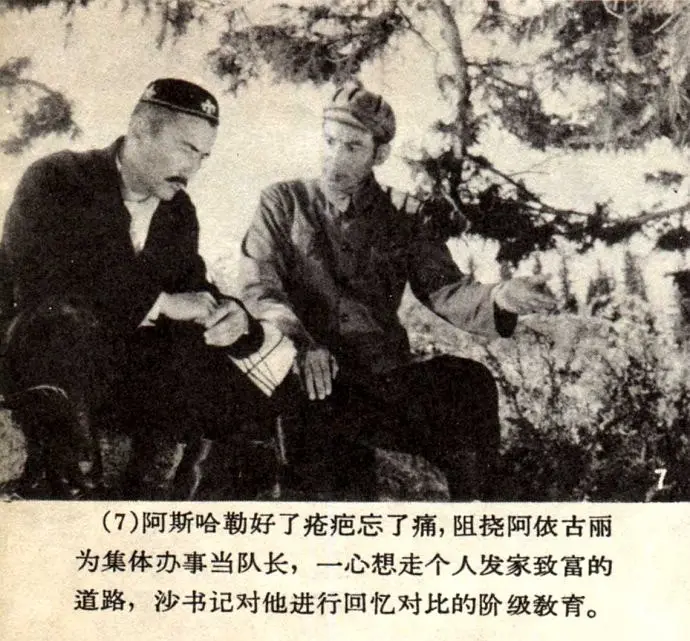 7
(7)阿斯哈勒好了疮疤忘了痛,阻挠阿依古丽
为集体办事当队长，一心想走个人发家致富的
道路，沙书记对他进行回忆对比的阶级教育。